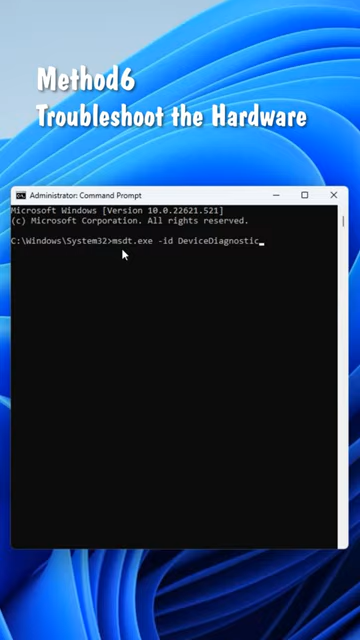 Method6
Troubleshoot the Hardware
Administrator: Command Prompt
Microsoft Windows [Version 10.0.22621.521]
(c) Microsoft Corporation. All rights reserved.
C:\Windows\System32>msdt.exe -id DeviceDiagnostic